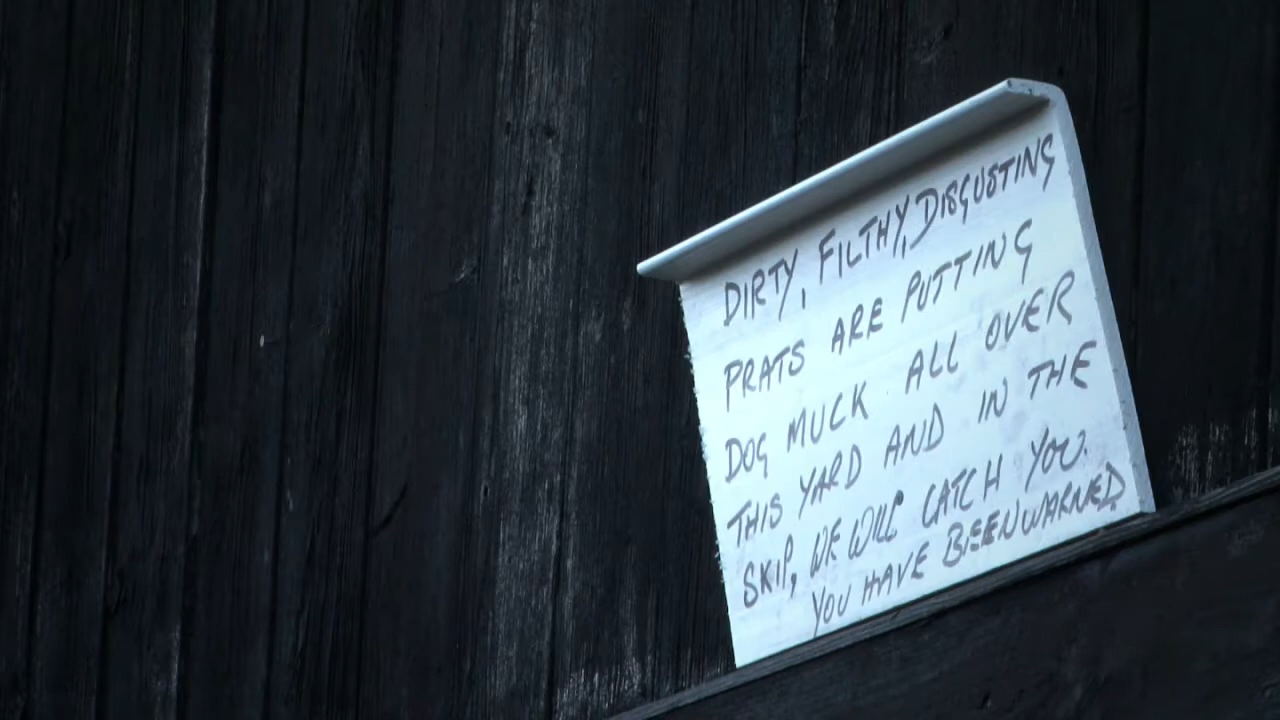 DIRTY, FILTHY, DISGUSTING
PRATS ARE PUTTING
DOG MUCK ALL OVER
THIS YARD AND IN THE
SKIP, WE WILL CATCH YOU.
YOU HAVE BEEN WARNED